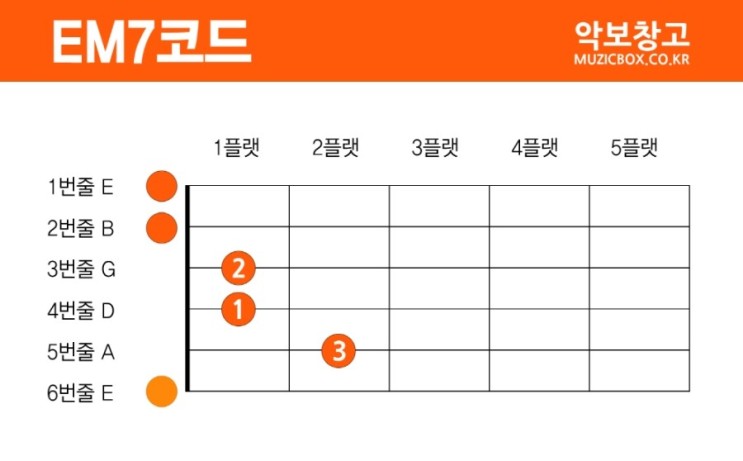 EM7코드
악보창고
MUZICBOX.CO.KR
1플랫 2플랫 3플랫 4플랫 5플랫
1번줄 E
2번줄 B
3번줄 G 2
4번줄 D 1
5번줄 A 3
6번줄 E